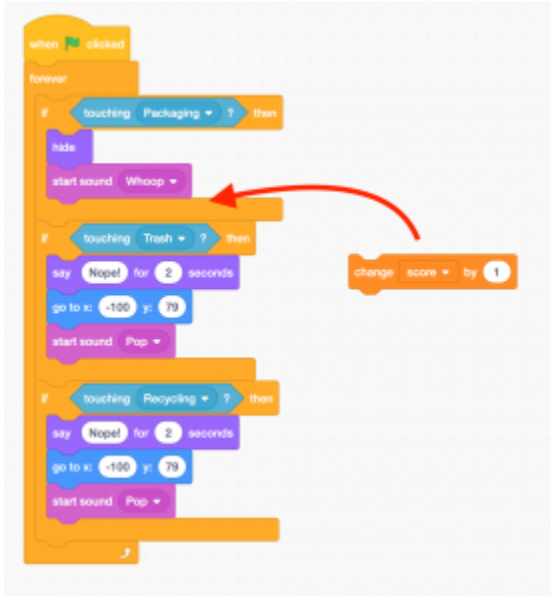 when clicked
forever
if touching Packaging ? then
hide
start sound Whoop
if touching Trash ? then
say Nope! for 2 seconds
go to x: -100 y: 79
start sound Pop
if touching Recycling ? then
say Nope! for 2 seconds
go to x: -100 y: 79
start sound Pop
change score by 1